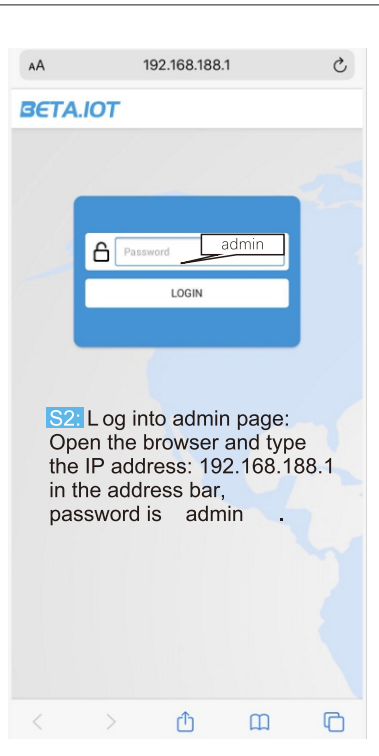 AA 192.168.188.1
BETA.IOT
Password admin
LOGIN
S2: L og into admin page:
Open the browser and type
the IP address: 192.168.188.1
in the address bar,
password is admin .